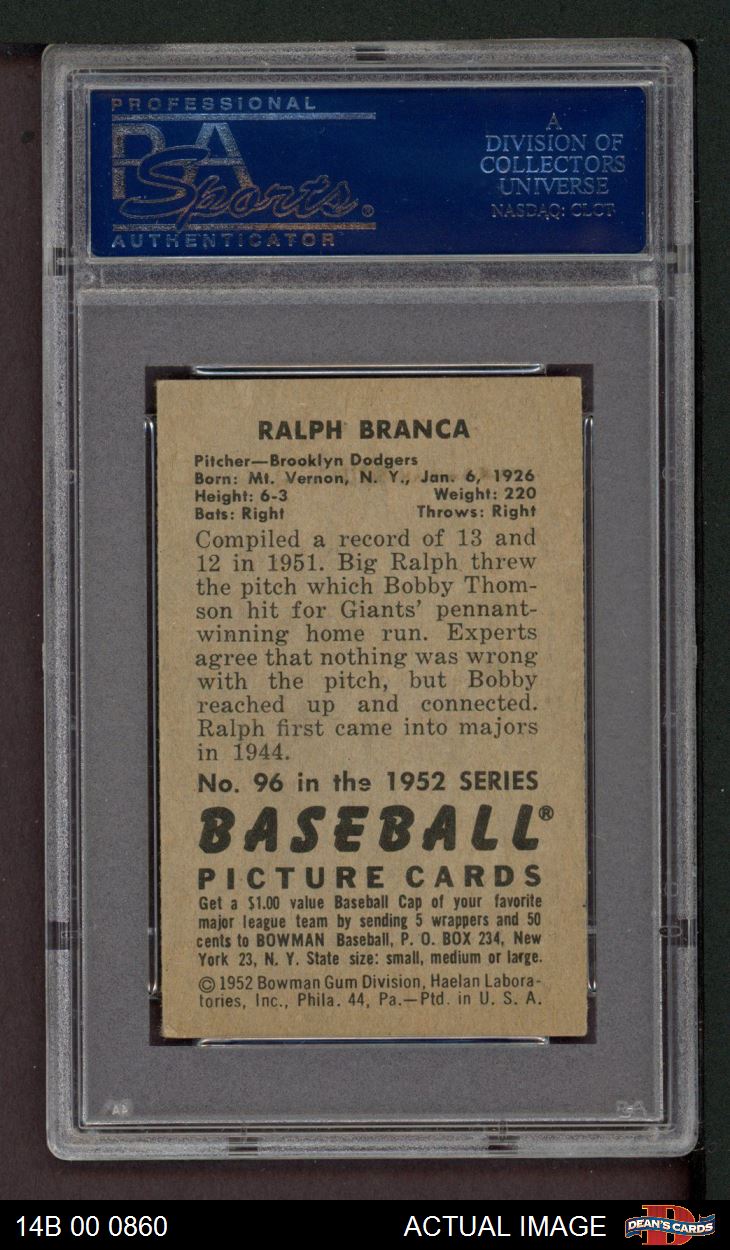 PROFESSIONAL
PSA
Sports®
AUTHENTICATOR™
A
DIVISION OF
COLLECTORS
UNIVERSE
NASDAQ: CLCT
RALPH BRANCA
Pitcher—Brooklyn Dodgers
Born: Mt. Vernon, N. Y., Jan. 6, 1926
Height: 6-3 Weight: 220
Bats: Right Throws: Right
Compiled a record of 13 and
12 in 1951. Big Ralph threw
the pitch which Bobby Thom-
son hit for Giants' pennant-
winning home run. Experts
agree that nothing was wrong
with the pitch, but Bobby
reached up and connected.
Ralph first came into majors
in 1944.
No. 96 in the 1952 SERIES
BASEBALL®
PICTURE CARDS
Get a $1.00 value Baseball Cap of your favorite
major league team by sending 5 wrappers and 50
cents to BOWMAN Baseball, P. O. BOX 234, New
York 23, N. Y. State size: small, medium or large.
© 1952 Bowman Gum Division, Haelan Labora-
tories, Inc., Phila. 44, Pa.—Ptd. in U. S. A.
14B 00 0860 ACTUAL IMAGE
DEAN'S CARDS